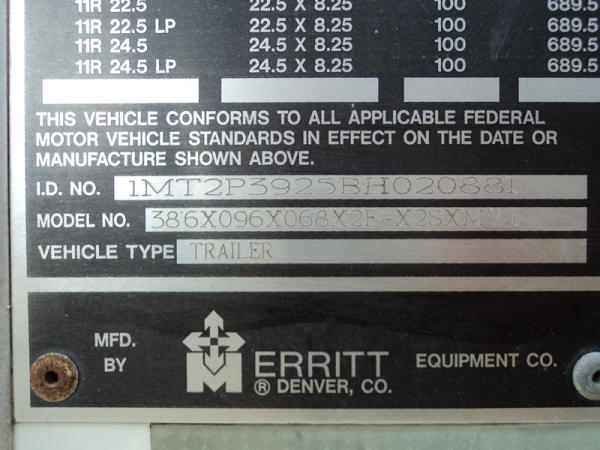 11R 22.5 22.5 X 8.25 100 689.5
11R 22.5 LP 22.5 X 8.25 100 689.5
11R 24.5 24.5 X 8.25 100 689.5
11R 24.5 LP 24.5 X 8.25 100 689.5
THIS VEHICLE CONFORMS TO ALL APPLICABLE FEDERAL
MOTOR VEHICLE STANDARDS IN EFFECT ON THE DATE OR
MANUFACTURE SHOWN ABOVE.
I.D. NO. 1MT2P3925BH020881
MODEL NO.
VEHICLE TYPE TRAILER
MFD.
BY
MERRITT EQUIPMENT CO.
® DENVER, CO.